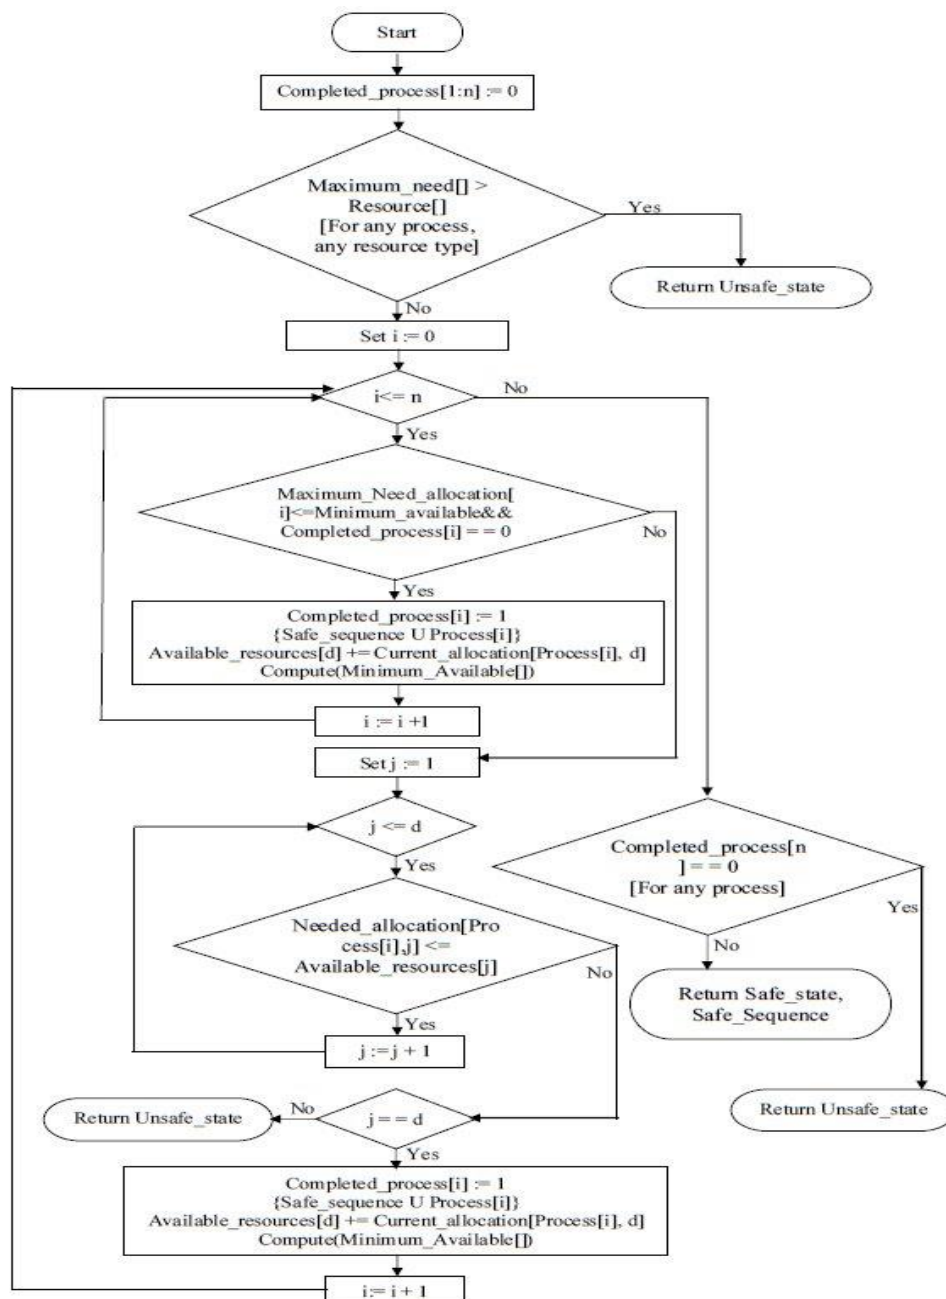 Start
Completed_process[1:n] := 0
Maximum_need[] >
Resource[]
[For any process,
any resource type]
Yes
Return Unsafe_state
No
Set i := 0
i<= n
No
Yes
Maximum_Need_allocation[
i]<=Minimum_available&&
Completed_process[i] = = 0
No
Yes
Completed_process[i] := 1
{Safe_sequence U Process[i]}
Available_resources[d] += Current_allocation[Process[i], d]
Compute(Minimum_Available[])
i := i +1
Set j := 1
j <= d
Yes
Needed_allocation[Pro
cess[i],j] <=
Available_resources[j]
No
Yes
j := j + 1
j = = d
No
Return Unsafe_state
Yes
Completed_process[i] := 1
{Safe_sequence U Process[i]}
Available_resources[d] += Current_allocation[Process[i], d]
Compute(Minimum_Available[])
i:= i + 1
Completed_process[n
] = = 0
[For any process]
Yes
No
Return Safe_state,
Safe_Sequence
Return Unsafe_state